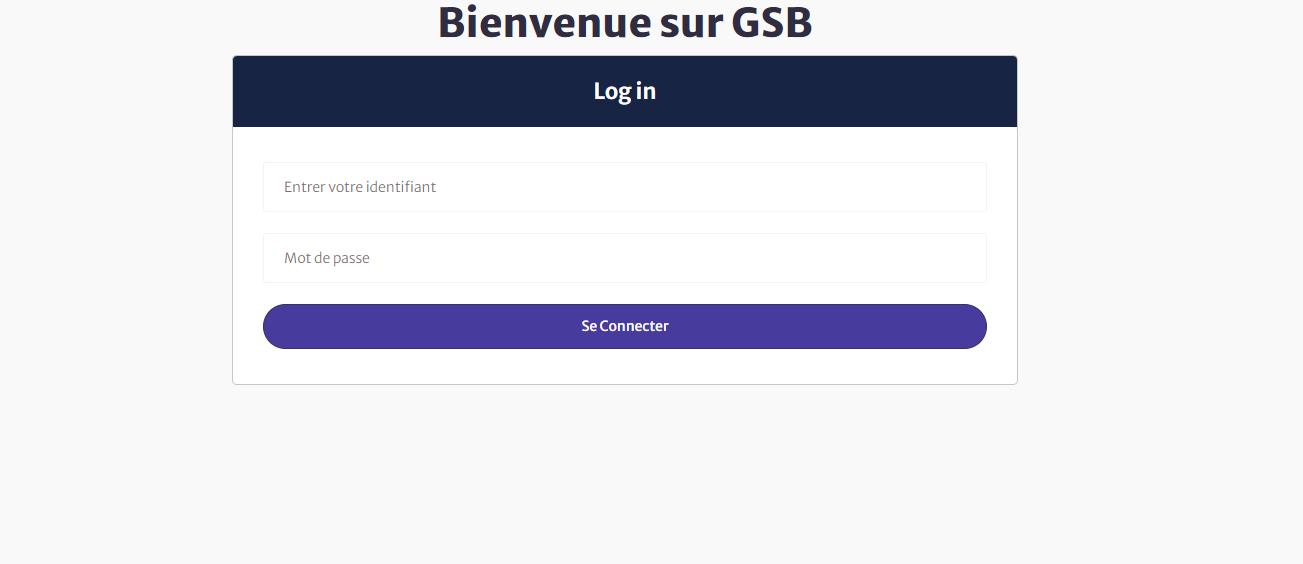 Bienvenue sur GSB
Log in
Entrer votre identifiant
Mot de passe
Se Connecter